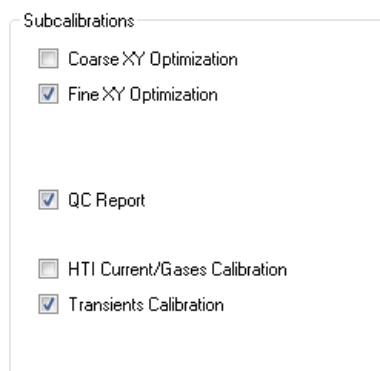 Subcalibrations
Coarse XY Optimization
Fine XY Optimization
QC Report
HTI Current/Gases Calibration
Transients Calibration